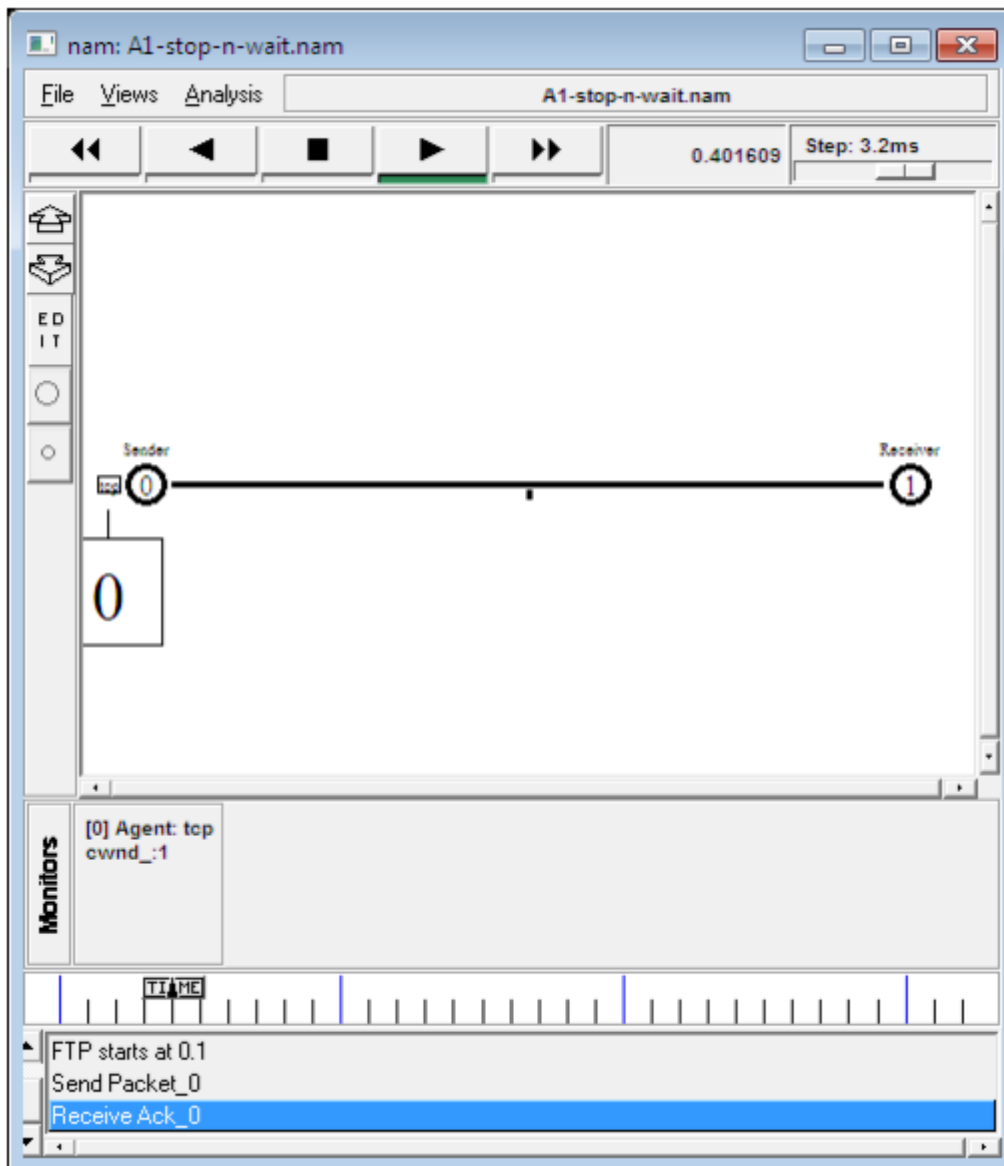 nam: A1-stop-n-wait.nam
File Views Analysis A1-stop-n-wait.nam
0.401609 Step: 3.2ms
E D
I T
Sender
Receiver
tcp 0
1
0
Monitors
[0] Agent: tcp
cwnd_:1
TIME
FTP starts at 0.1
Send Packet_0
Receive Ack_0